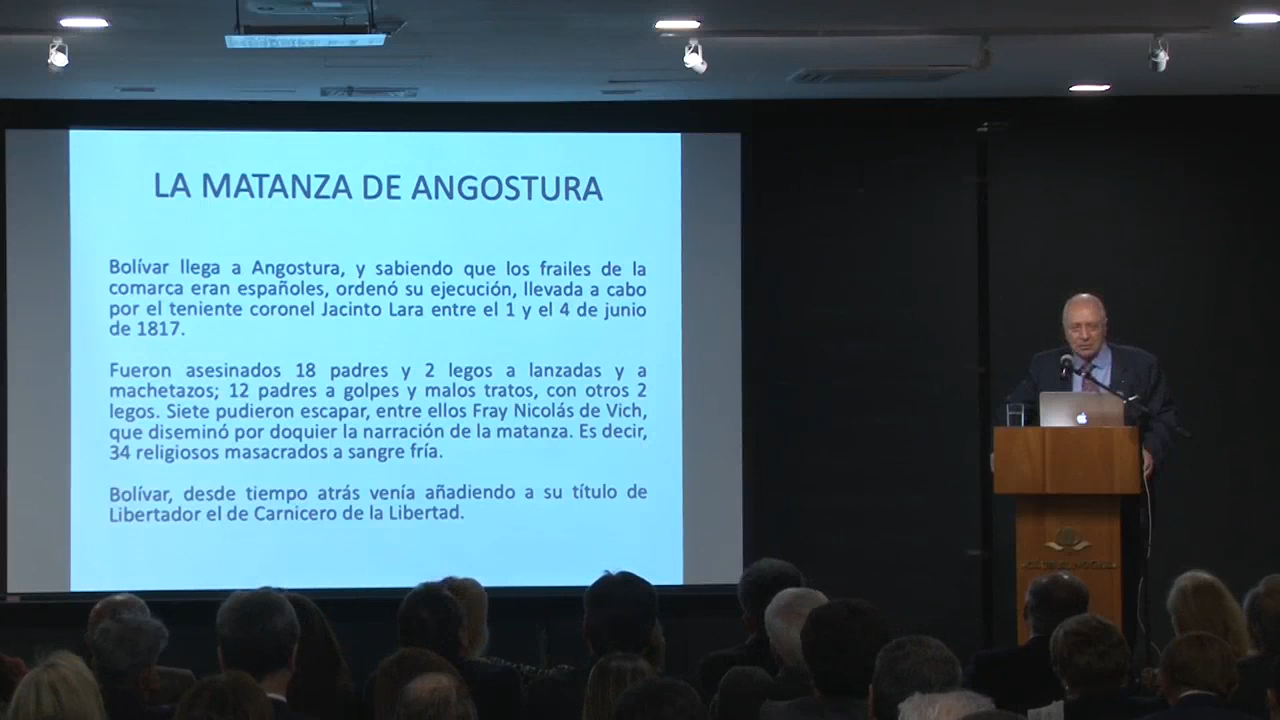 LA MATANZA DE ANGOSTURA
Bolívar llega a Angostura, y sabiendo que los frailes de la
comarca eran españoles, ordenó su ejecución, llevada a cabo
por el teniente coronel Jacinto Lara entre el 1 y el 4 de junio
de 1817.
Fueron asesinados 18 padres y 2 legos a lanzadas y a
machetazos; 12 padres a golpes y malos tratos, con otros 2
legos. Siete pudieron escapar, entre ellos Fray Nicolás de Vich,
que diseminó por doquier la narración de la matanza. Es decir,
34 religiosos masacrados a sangre fría.
Bolívar, desde tiempo atrás venía añadiendo a su título de
Libertador el de Carnicero de la Libertad.